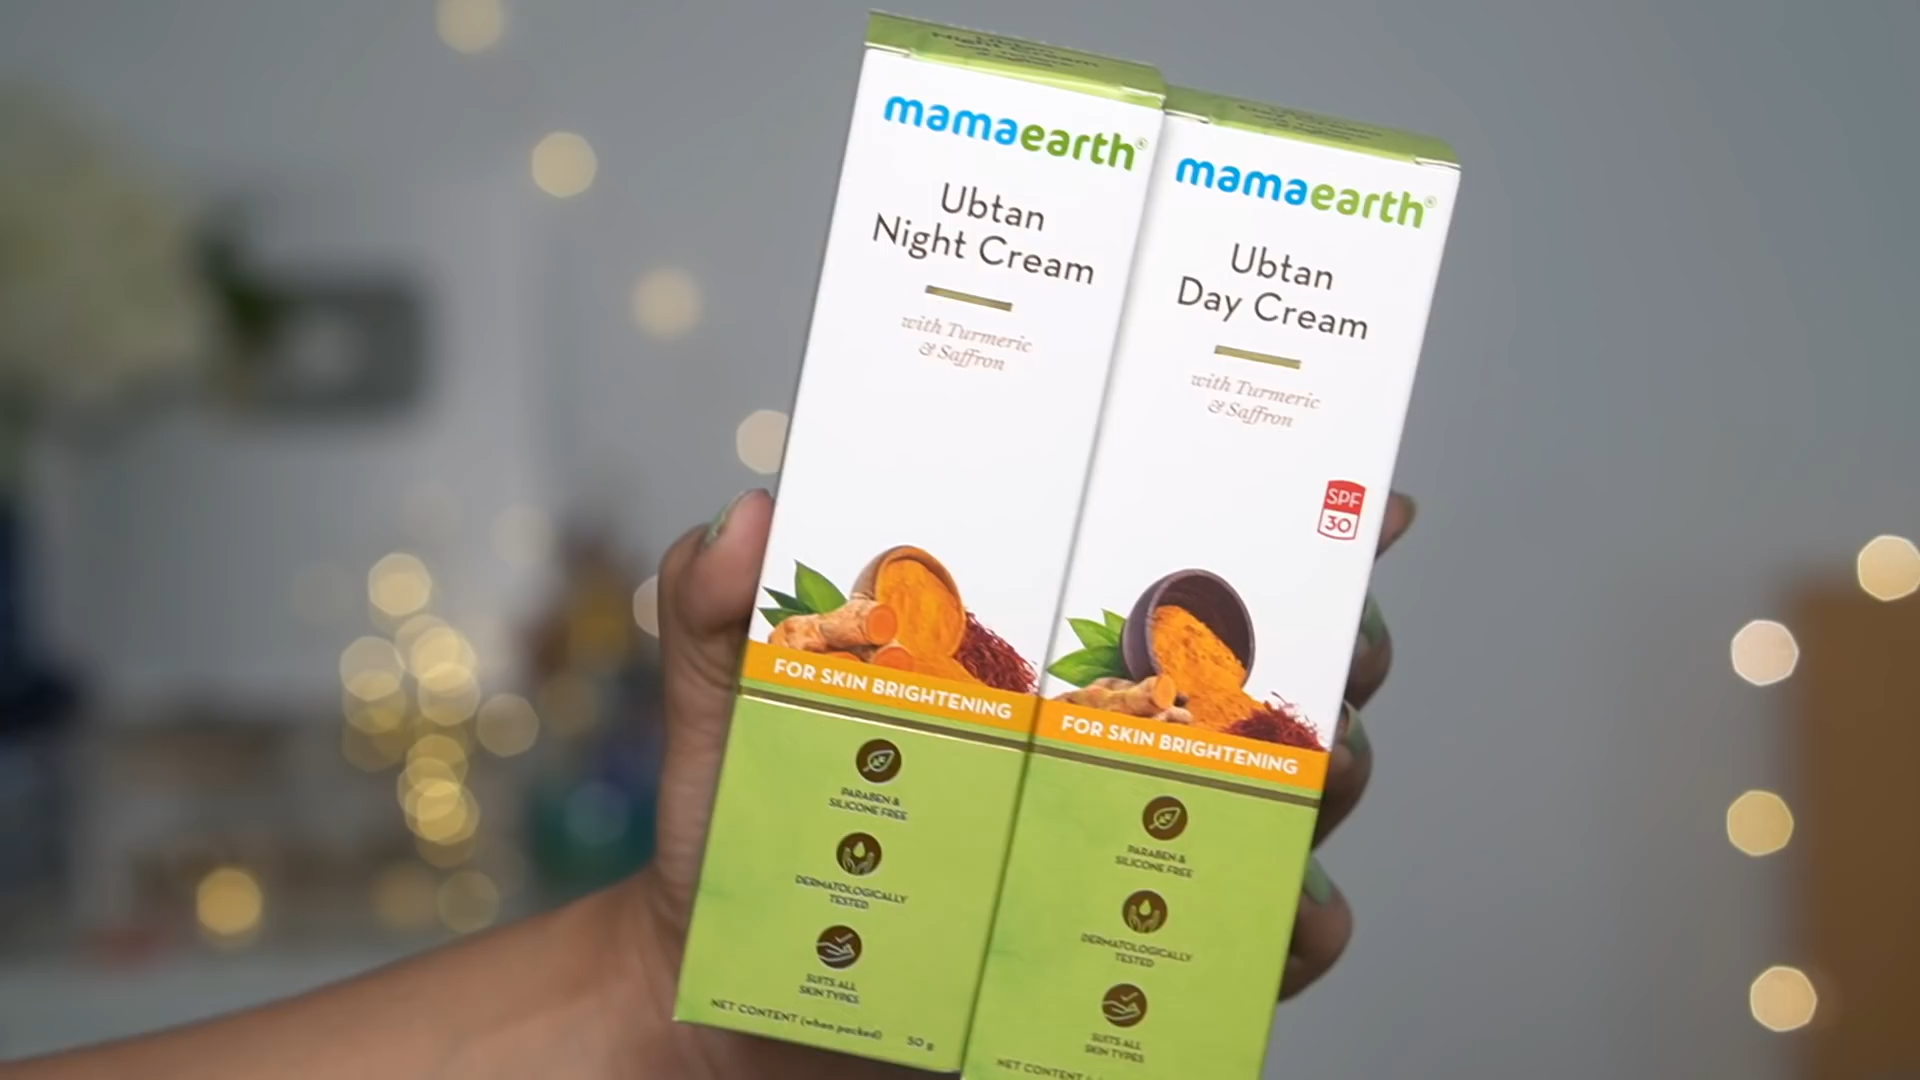 mamaearth®
Ubtan
Night Cream
with Turmeric
& Saffron
FOR SKIN BRIGHTENING
PARABEN &
SILICONE FREE
DERMATOLOGICALLY
TESTED
SUITS ALL
SKIN TYPES
NET CONTENT (when packed) 50 g
mamaearth®
Ubtan
Day Cream
with Turmeric
& Saffron
SPF
30
FOR SKIN BRIGHTENING
PARABEN &
SILICONE FREE
DERMATOLOGICALLY
TESTED
SUITS ALL
SKIN TYPES
NET CONTENT